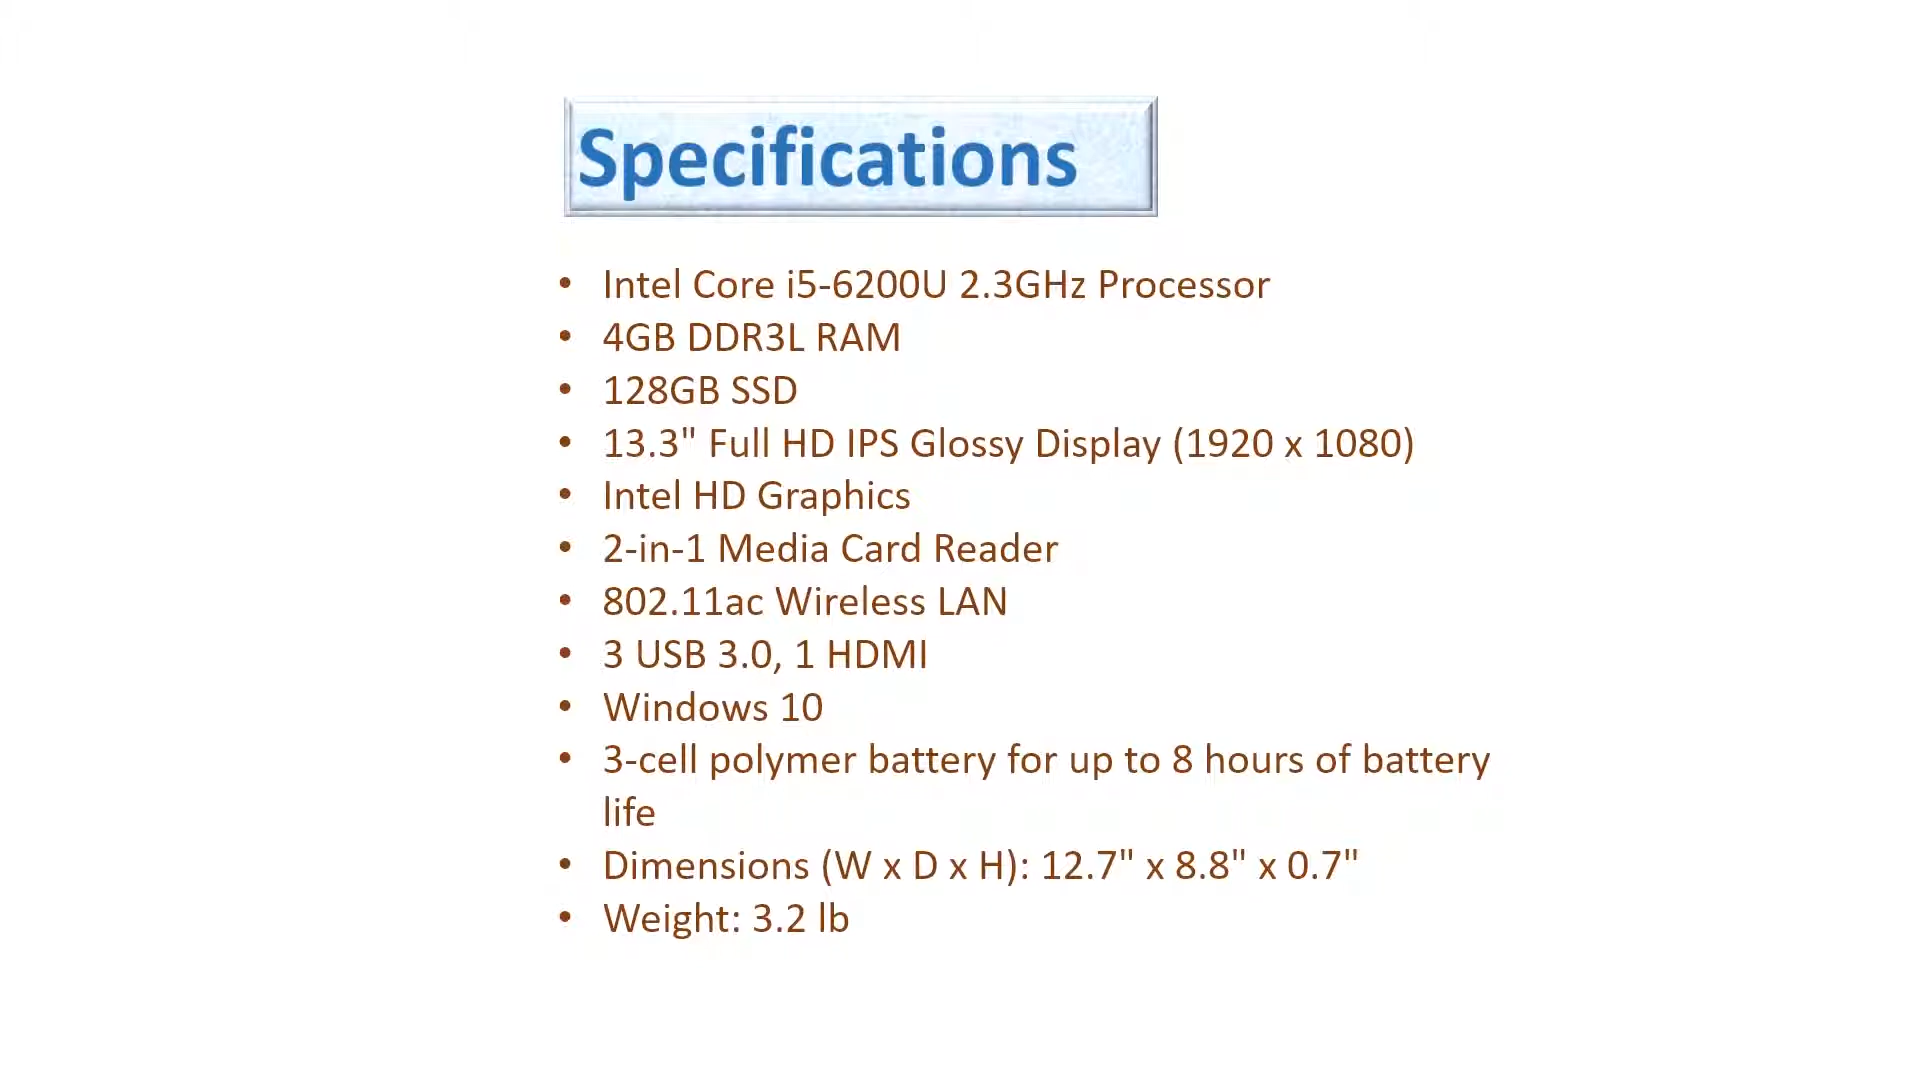 Specifications
• Intel Core i5-6200U 2.3GHz Processor
• 4GB DDR3L RAM
• 128GB SSD
• 13.3" Full HD IPS Glossy Display (1920 x 1080)
• Intel HD Graphics
• 2-in-1 Media Card Reader
• 802.11ac Wireless LAN
• 3 USB 3.0, 1 HDMI
• Windows 10
• 3-cell polymer battery for up to 8 hours of battery
life
• Dimensions (W x D x H): 12.7" x 8.8" x 0.7"
• Weight: 3.2 lb